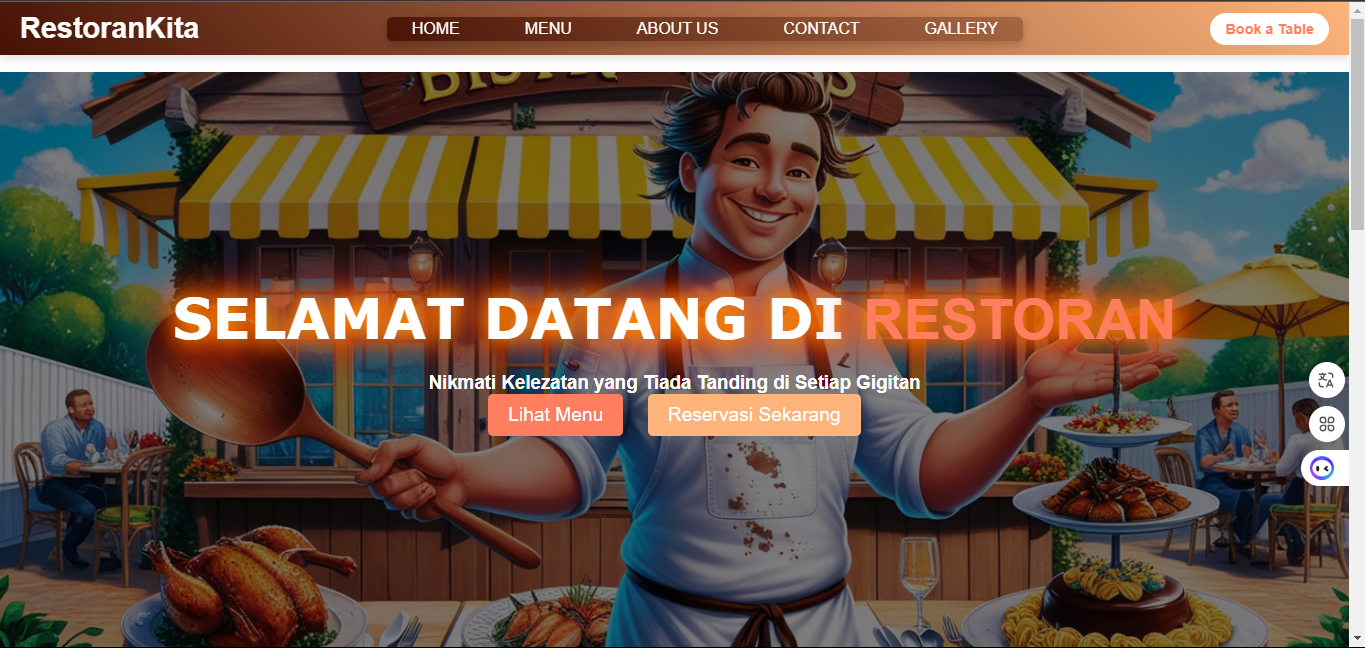 RestoranKita
HOME MENU ABOUT US CONTACT GALLERY
Book a Table
SELAMAT DATANG DI RESTORAN
Nikmati Kelezatan yang Tiada Tanding di Setiap Gigitan
Lihat Menu Reservasi Sekarang